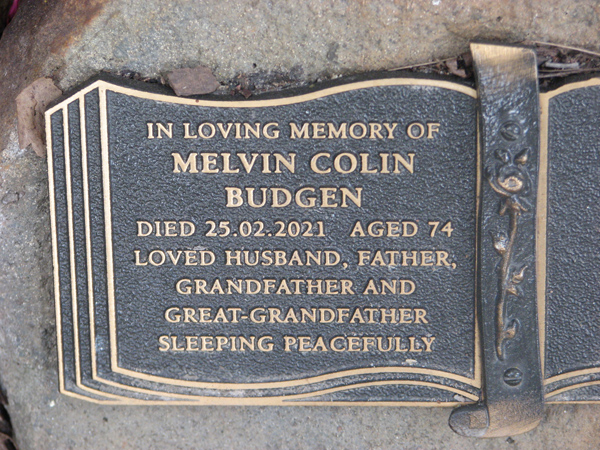 IN LOVING MEMORY OF
MELVIN COLIN
BUDGEN
DIED 25.02.2021 AGED 74
LOVED HUSBAND, FATHER,
GRANDFATHER AND
GREAT-GRANDFATHER
SLEEPING PEACEFULLY